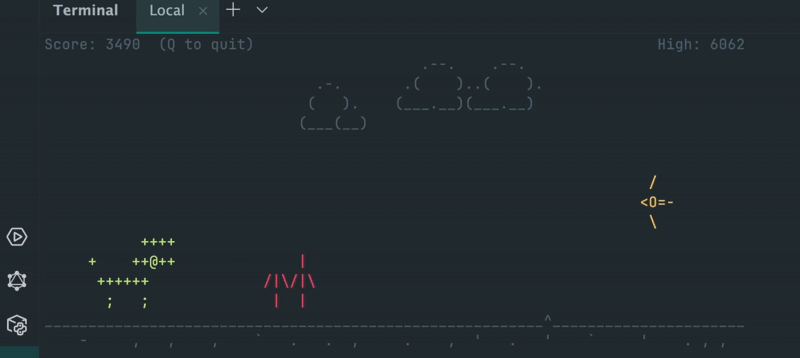 Terminal Local × +
Score: 3490 (Q to quit) High: 6062